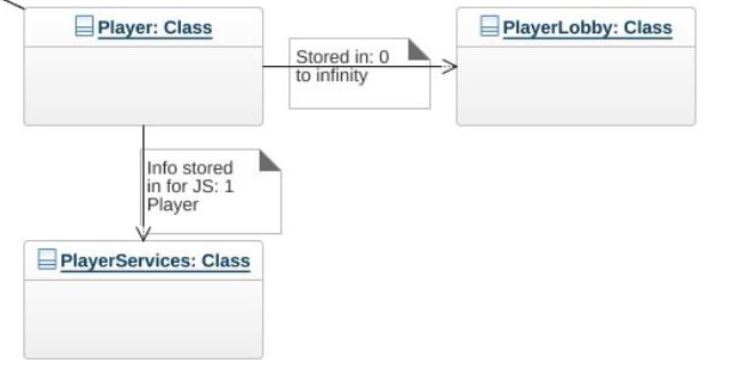 Player: Class
PlayerLobby: Class
Stored in: 0
to infinity
Info stored
in for JS: 1
Player
PlayerServices: Class